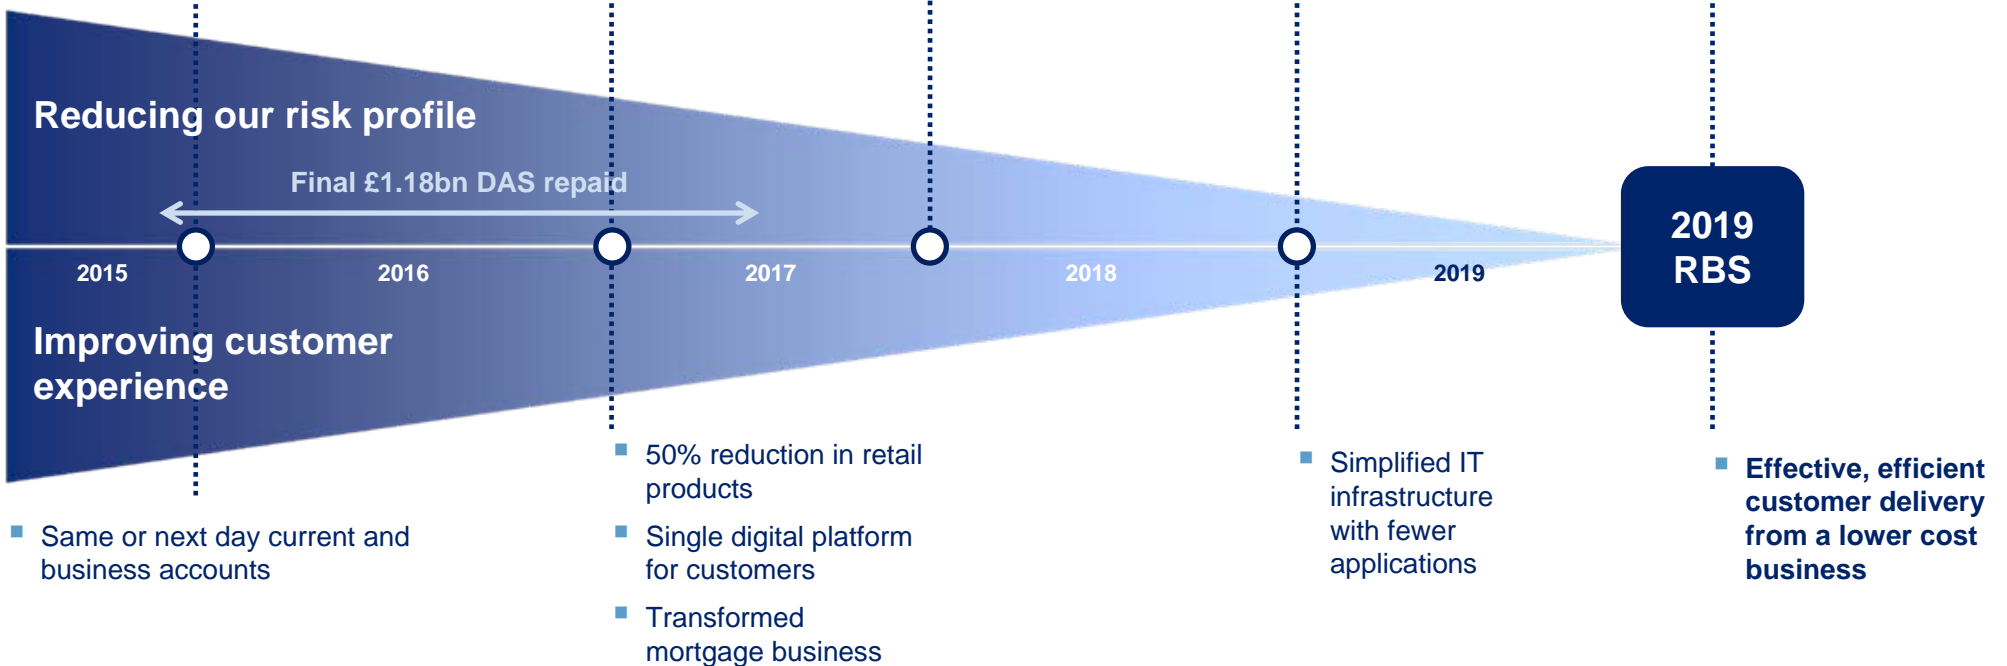 Reducing our risk profile
Final £1.18bn DAS repaid
2015
2016
2017
2018
2019
2019
RBS
Improving customer
experience
Same or next day current and
business accounts
50% reduction in retail
products
Single digital platform
for customers
Transformed
mortgage business
Simplified IT
infrastructure
with fewer
applications
Effective, efficient
customer delivery
from a lower cost
business